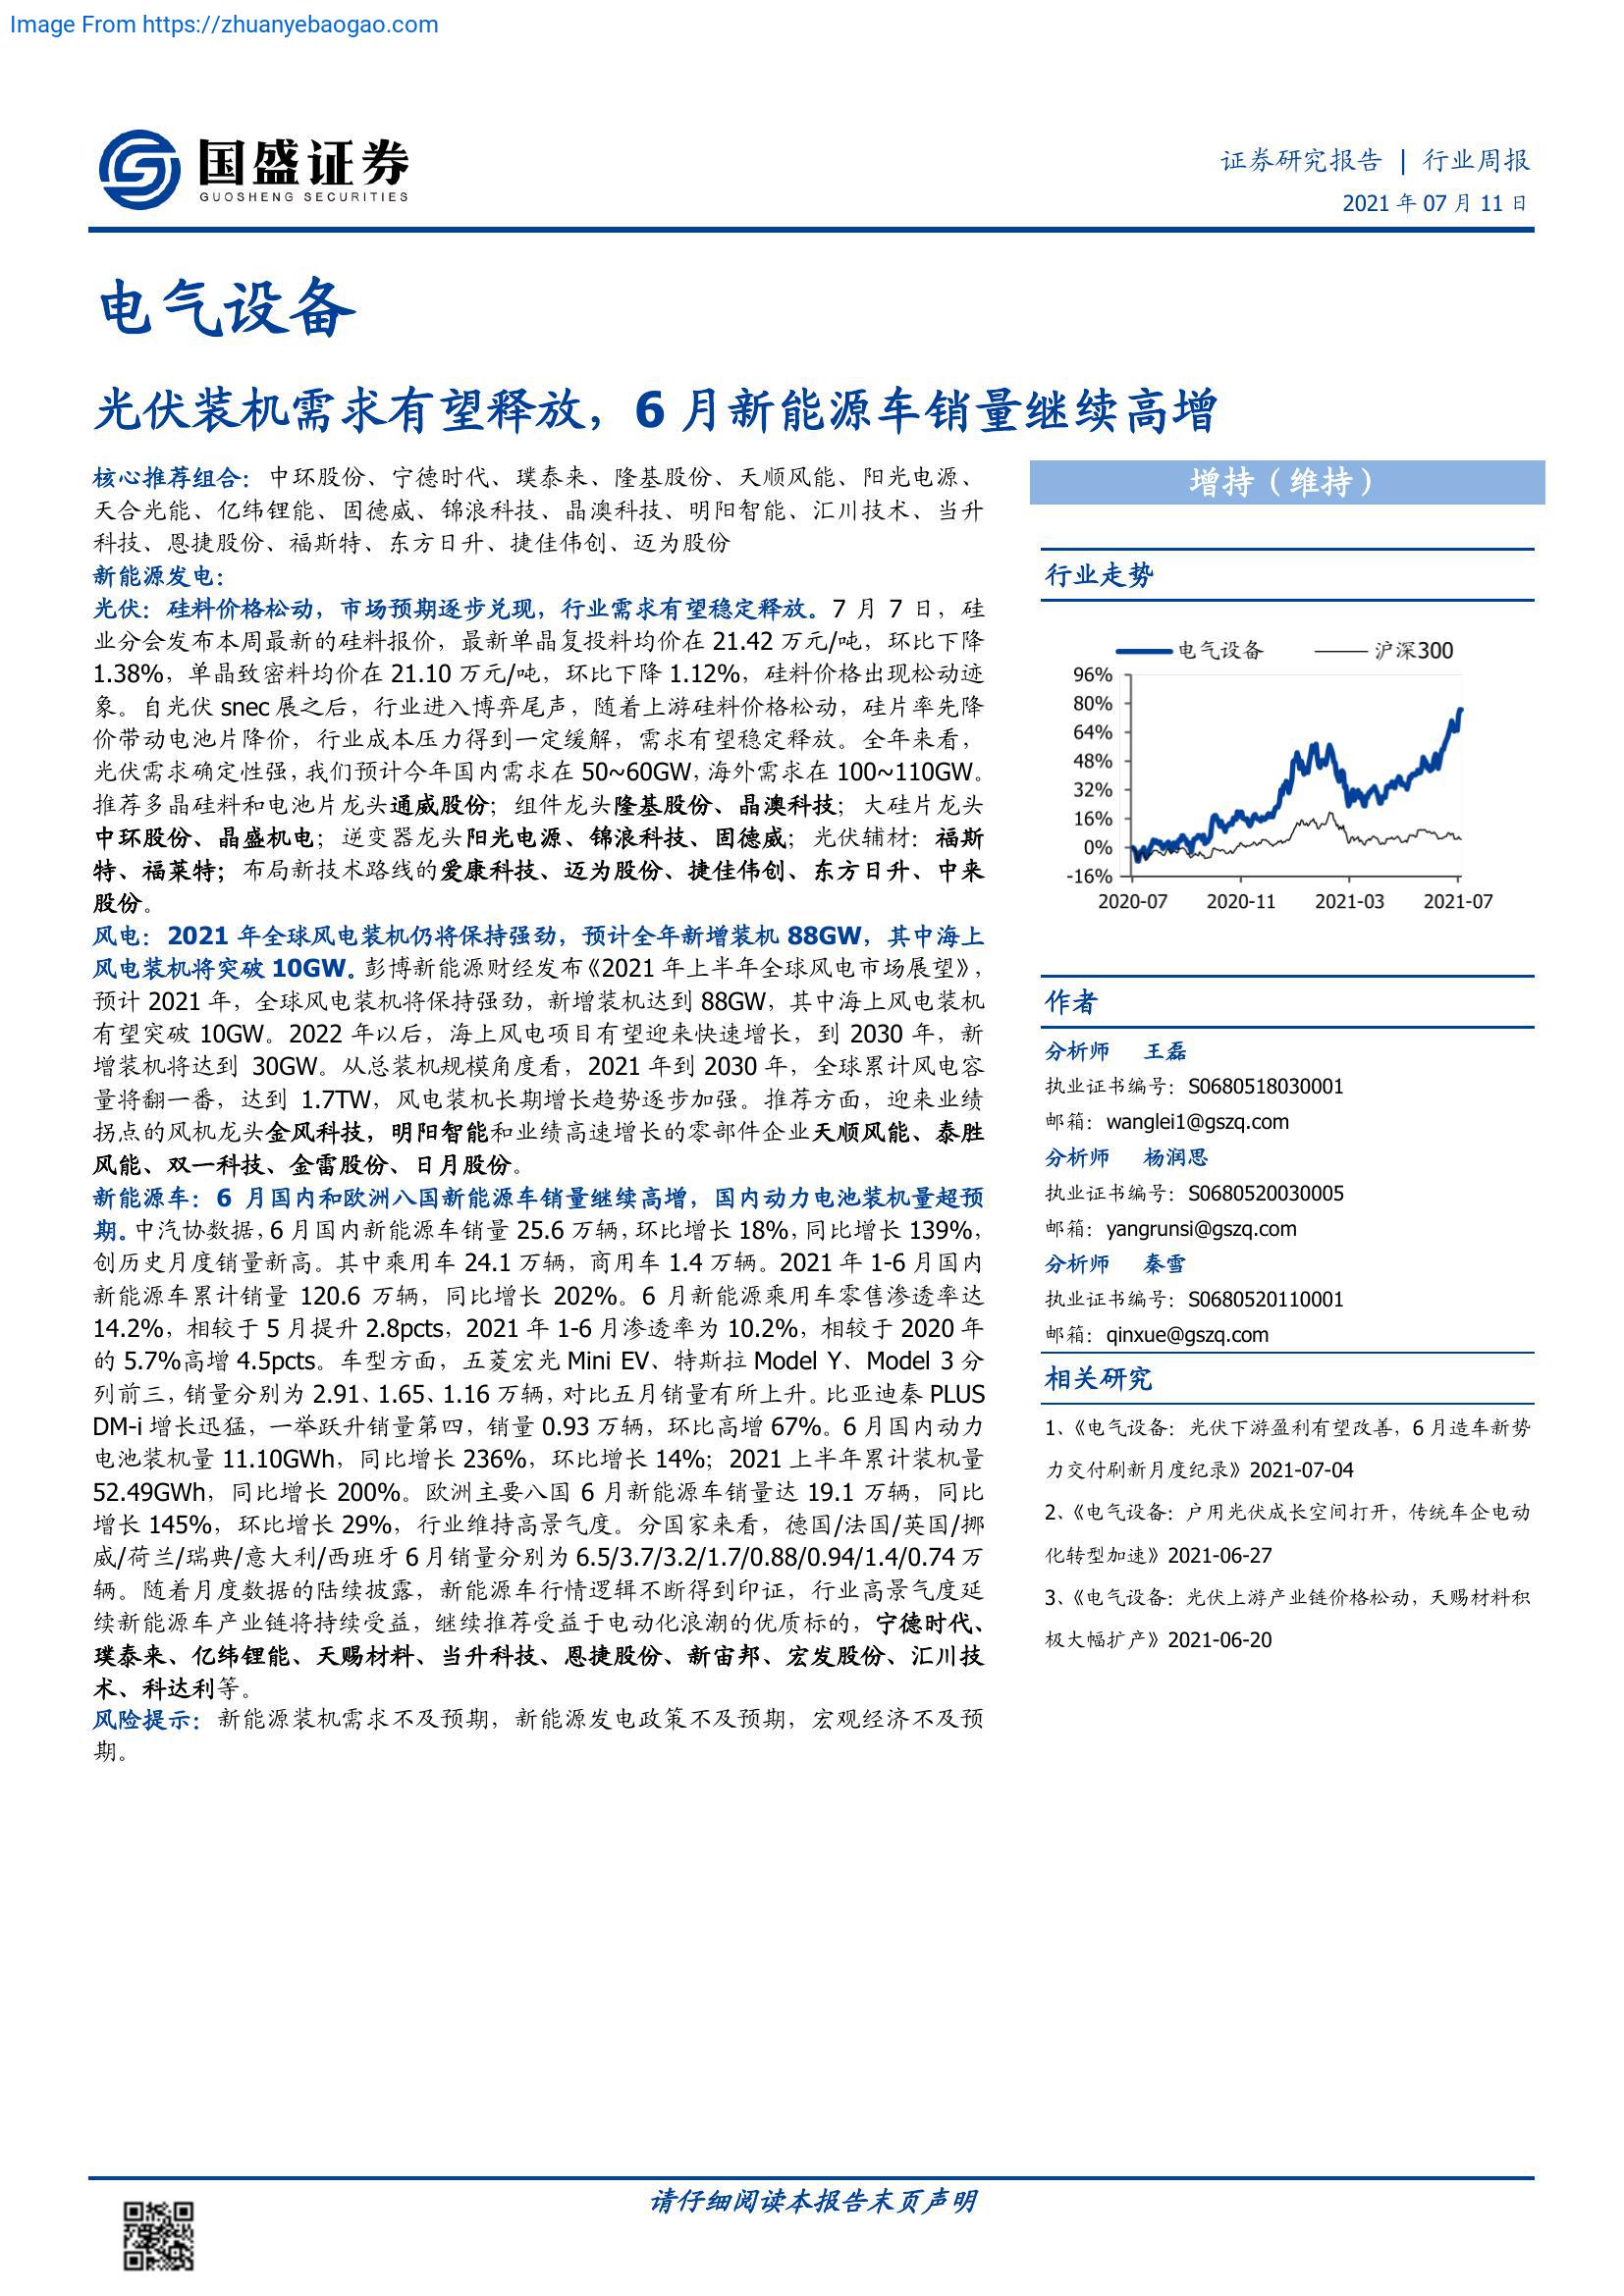 Image From https://zhuanyebaogao.com
国盛证券
GUOSHENG SECURITIES
证券研究报告 | 行业周报
2021 年 07 月 11 日
电气设备
光伏装机需求有望释放，6 月新能源车销量继续高增
核心推荐组合：中环股份、宁德时代、璞泰来、隆基股份、天顺风能、阳光电源、
天合光能、亿纬锂能、固德威、锦浪科技、晶澳科技、明阳智能、汇川技术、当升
科技、恩捷股份、福斯特、东方日升、捷佳伟创、迈为股份
新能源发电：
光伏：硅料价格松动，市场预期逐步兑现，行业需求有望稳定释放。7 月 7 日，硅
业分会发布本周最新的硅料报价，最新单晶复投料均价在 21.42 万元/吨，环比下降
1.38%，单晶致密料均价在 21.10 万元/吨，环比下降 1.12%，硅料价格出现松动迹
象。自光伏 snec 展之后，行业进入博弈尾声，随着上游硅料价格松动，硅片率先降
价带动电池片降价，行业成本压力得到一定缓解，需求有望稳定释放。全年来看，
光伏需求确定性强，我们预计今年国内需求在 50~60GW，海外需求在 100~110GW。
推荐多晶硅料和电池片龙头通威股份；组件龙头隆基股份、晶澳科技；大硅片龙头
中环股份、晶盛机电；逆变器龙头阳光电源、锦浪科技、固德威；光伏辅材：福斯
特、福莱特；布局新技术路线的爱康科技、迈为股份、捷佳伟创、东方日升、中来
股份。
风电：2021 年全球风电装机仍将保持强劲，预计全年新增装机 88GW，其中海上
风电装机将突破 10GW。彭博新能源财经发布《2021 年上半年全球风电市场展望》，
预计 2021 年，全球风电装机将保持强劲，新增装机达到 88GW，其中海上风电装机
有望突破 10GW。2022 年以后，海上风电项目有望迎来快速增长，到 2030 年，新
增装机将达到 30GW。从总装机规模角度看，2021 年到 2030 年，全球累计风电容
量将翻一番，达到 1.7TW，风电装机长期增长趋势逐步加强。推荐方面，迎来业绩
拐点的风机龙头金风科技，明阳智能和业绩高速增长的零部件企业天顺风能、泰胜
风能、双一科技、金雷股份、日月股份。
新能源车：6 月国内和欧洲八国新能源车销量继续高增，国内动力电池装机量超预
期。中汽协数据，6 月国内新能源车销量 25.6 万辆，环比增长 18%，同比增长 139%，
创历史月度销量新高。其中乘用车 24.1 万辆，商用车 1.4 万辆。2021 年 1-6 月国内
新能源车累计销量 120.6 万辆，同比增长 202%。6 月新能源乘用车零售渗透率达
14.2%，相较于 5 月提升 2.8pcts，2021 年 1-6 月渗透率为 10.2%，相较于 2020 年
的 5.7%高增 4.5pcts。车型方面，五菱宏光 Mini EV、特斯拉 Model Y、Model 3 分
列前三，销量分别为 2.91、1.65、1.16 万辆，对比五月销量有所上升。比亚迪秦 PLUS
DM-i 增长迅猛，一举跃升销量第四，销量 0.93 万辆，环比高增 67%。6 月国内动力
电池装机量 11.10GWh，同比增长 236%，环比增长 14%；2021 上半年累计装机量
52.49GWh，同比增长 200%。欧洲主要八国 6 月新能源车销量达 19.1 万辆，同比
增长 145%，环比增长 29%，行业维持高景气度。分国家来看，德国/法国/英国/挪
威/荷兰/瑞典/意大利/西班牙 6 月销量分别为 6.5/3.7/3.2/1.7/0.88/0.94/1.4/0.74 万
辆。随着月度数据的陆续披露，新能源车行情逻辑不断得到印证，行业高景气度延
续新能源车产业链将持续受益，继续推荐受益于电动化浪潮的优质标的，宁德时代、
璞泰来、亿纬锂能、天赐材料、当升科技、恩捷股份、新宙邦、宏发股份、汇川技
术、科达利等。
风险提示：新能源装机需求不及预期，新能源发电政策不及预期，宏观经济不及预
期。
增持（维持）
行业走势
电气设备 沪深300
96%
80%
64%
48%
32%
16%
0%
-16%
2020-07 2020-11 2021-03 2021-07
作者
分析师 王磊
执业证书编号：S0680518030001
邮箱：wanglei1@gszq.com
分析师 杨润思
执业证书编号：S0680520030005
邮箱：yangrunsi@gszq.com
分析师 秦雪
执业证书编号：S0680520110001
邮箱：qinxue@gszq.com
相关研究
1、《电气设备：光伏下游盈利有望改善，6 月造车新势
力交付刷新月度纪录》2021-07-04
2、《电气设备：户用光伏成长空间打开，传统车企电动
化转型加速》2021-06-27
3、《电气设备：光伏上游产业链价格松动，天赐材料积
极大幅扩产》2021-06-20
请仔细阅读本报告末页声明